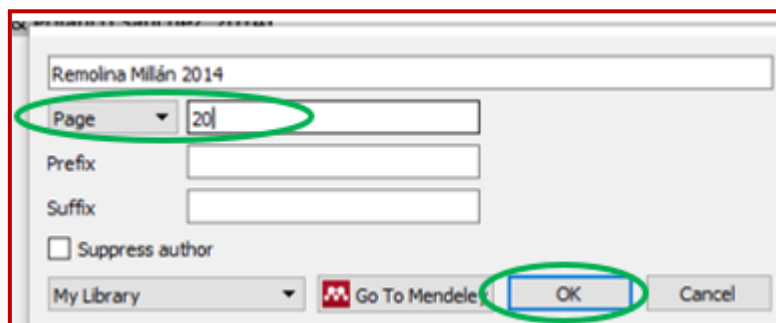 Remolina Millán 2014
Page 20
Prefix
Suffix
Suppress author
My Library Go To Mendeley OK Cancel